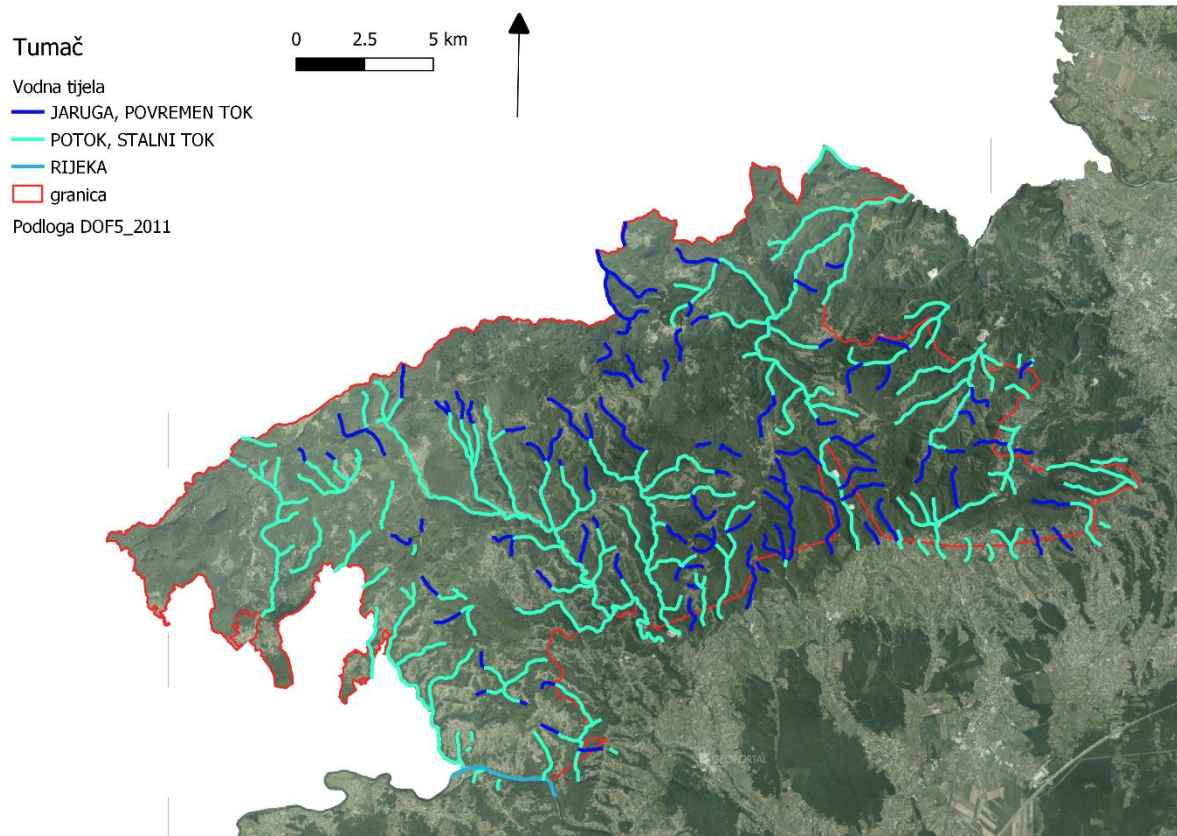 Tumač
0 2.5 5 km
Vodna tijela
JARUGA, POVREMEN TOK
POTOK, STALNI TOK
RIJEKA
granica
Podloga DOF5_2011
GEOPORTAL